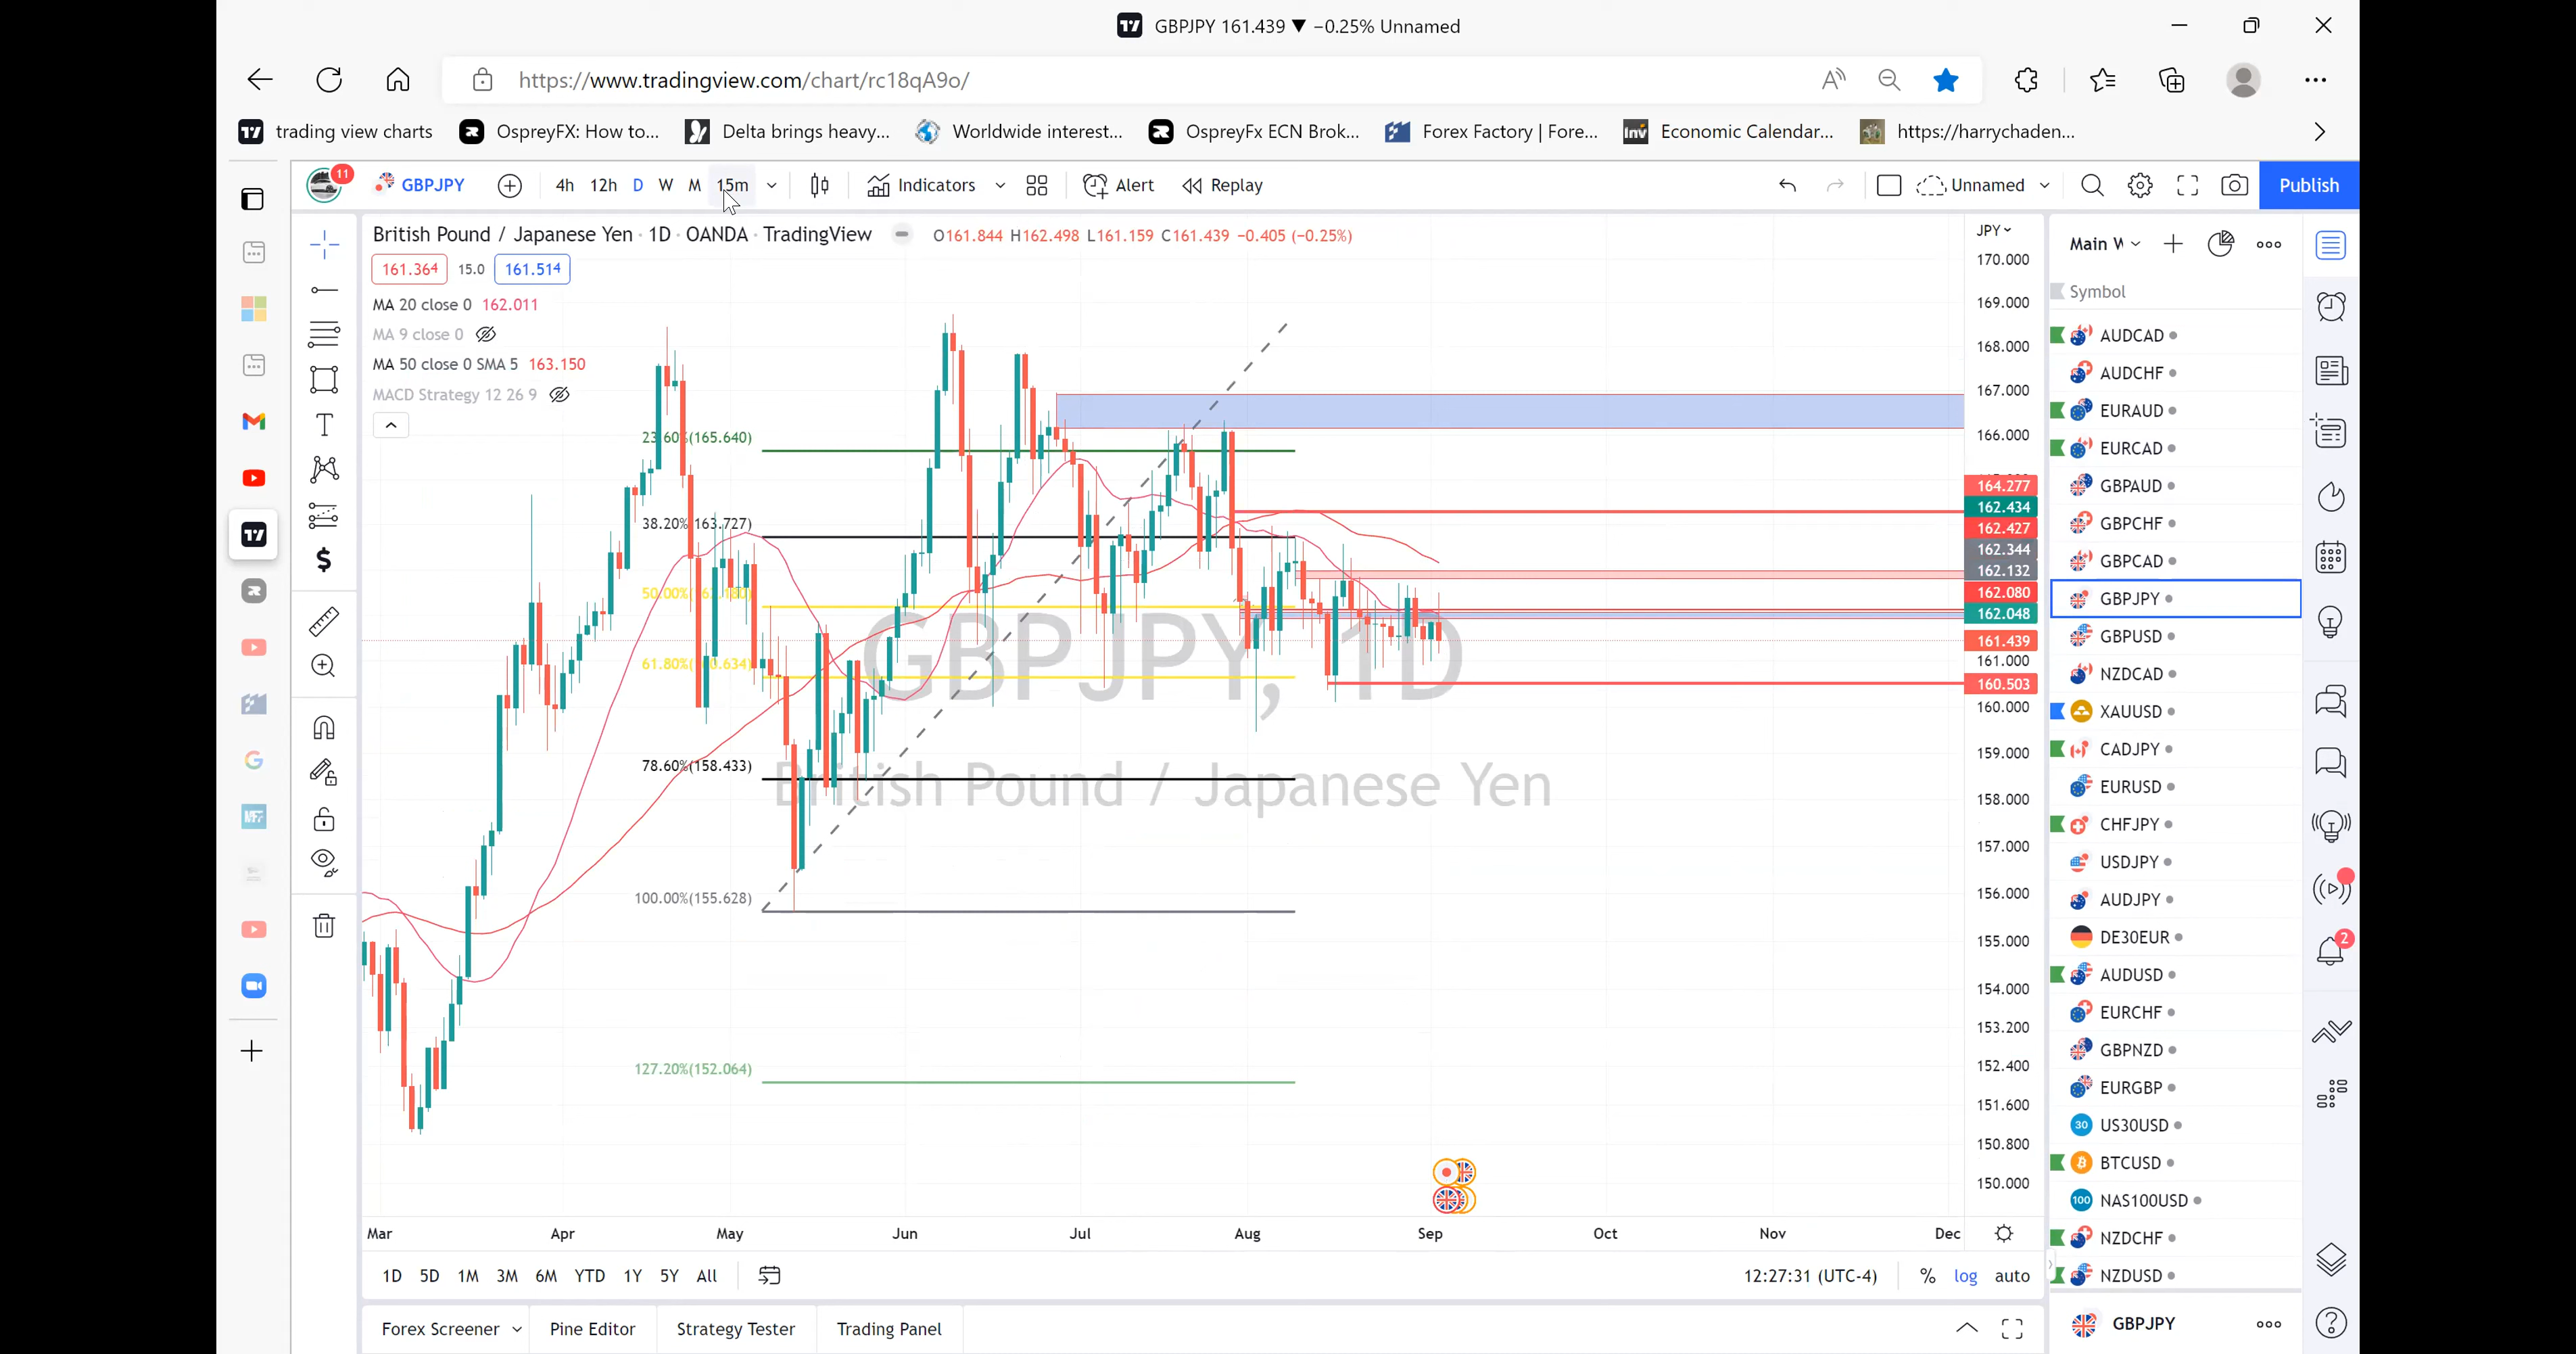 GBPJPY 161.439 ▼ −0.25% Unnamed
https://www.tradingview.com/chart/rc18qA9o/
trading view charts
OspreyFX: How to...
Delta brings heavy...
Worldwide interest...
OspreyFx ECN Brok...
Forex Factory | Fore...
Economic Calendar...
https://harrychaden...
11
GBPJPY
4h 12h D W M 15m
Indicators
Alert
Replay
Unnamed
Publish
British Pound / Japanese Yen · 1D · OANDA · TradingView
O161.844 H162.498 L161.159 C161.439 −0.405 (−0.25%)
161.364 15.0 161.514
MA 20 close 0 162.011
MA 9 close 0
MA 50 close 0 SMA 5 163.150
MACD Strategy 12 26 9
23.60%(165.640)
38.20%(163.727)
78.60%(158.433)
100.00%(155.628)
127.20%(152.064)
GBPJPY, 1D
British Pound / Japanese Yen
JPY
170.000
169.000
168.000
167.000
166.000
164.277
162.434
162.427
162.344
162.132
162.080
162.048
161.439
161.000
160.503
160.000
159.000
158.000
157.000
156.000
155.000
154.000
153.200
152.400
151.600
150.800
150.000
Mar Apr May Jun Jul Aug Sep Oct Nov Dec
1D 5D 1M 3M 6M YTD 1Y 5Y All
12:27:31 (UTC-4)
% log auto
Forex Screener
Pine Editor
Strategy Tester
Trading Panel
Main
Symbol
AUDCAD
AUDCHF
EURAUD
EURCAD
GBPAUD
GBPCHF
GBPCAD
GBPJPY
GBPUSD
NZDCAD
XAUUSD
CADJPY
EURUSD
CHFJPY
USDJPY
AUDJPY
DE30EUR
AUDUSD
EURCHF
GBPNZD
EURGBP
30 US30USD
BTCUSD
100 NAS100USD
NZDCHF
NZDUSD
GBPJPY
2